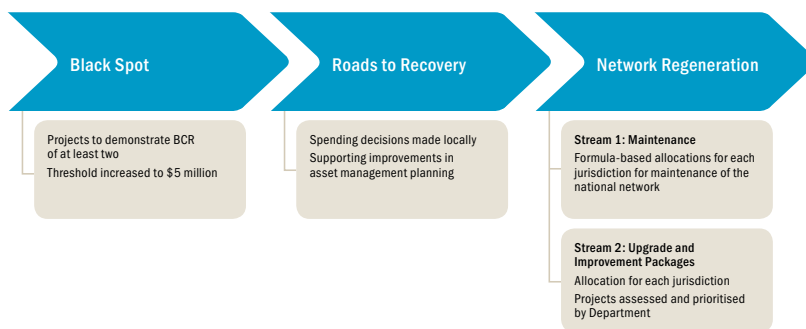 Black Spot
Roads to Recovery
Network Regeneration
Projects to demonstrate BCR
of at least two
Threshold increased to $5 million
Spending decisions made locally
Supporting improvements in
asset management planning
Stream 1: Maintenance
Formula-based allocations for each
jurisdiction for maintenance of the
national network
Stream 2: Upgrade and
Improvement Packages
Allocation for each jurisdiction
Projects assessed and prioritised
by Department